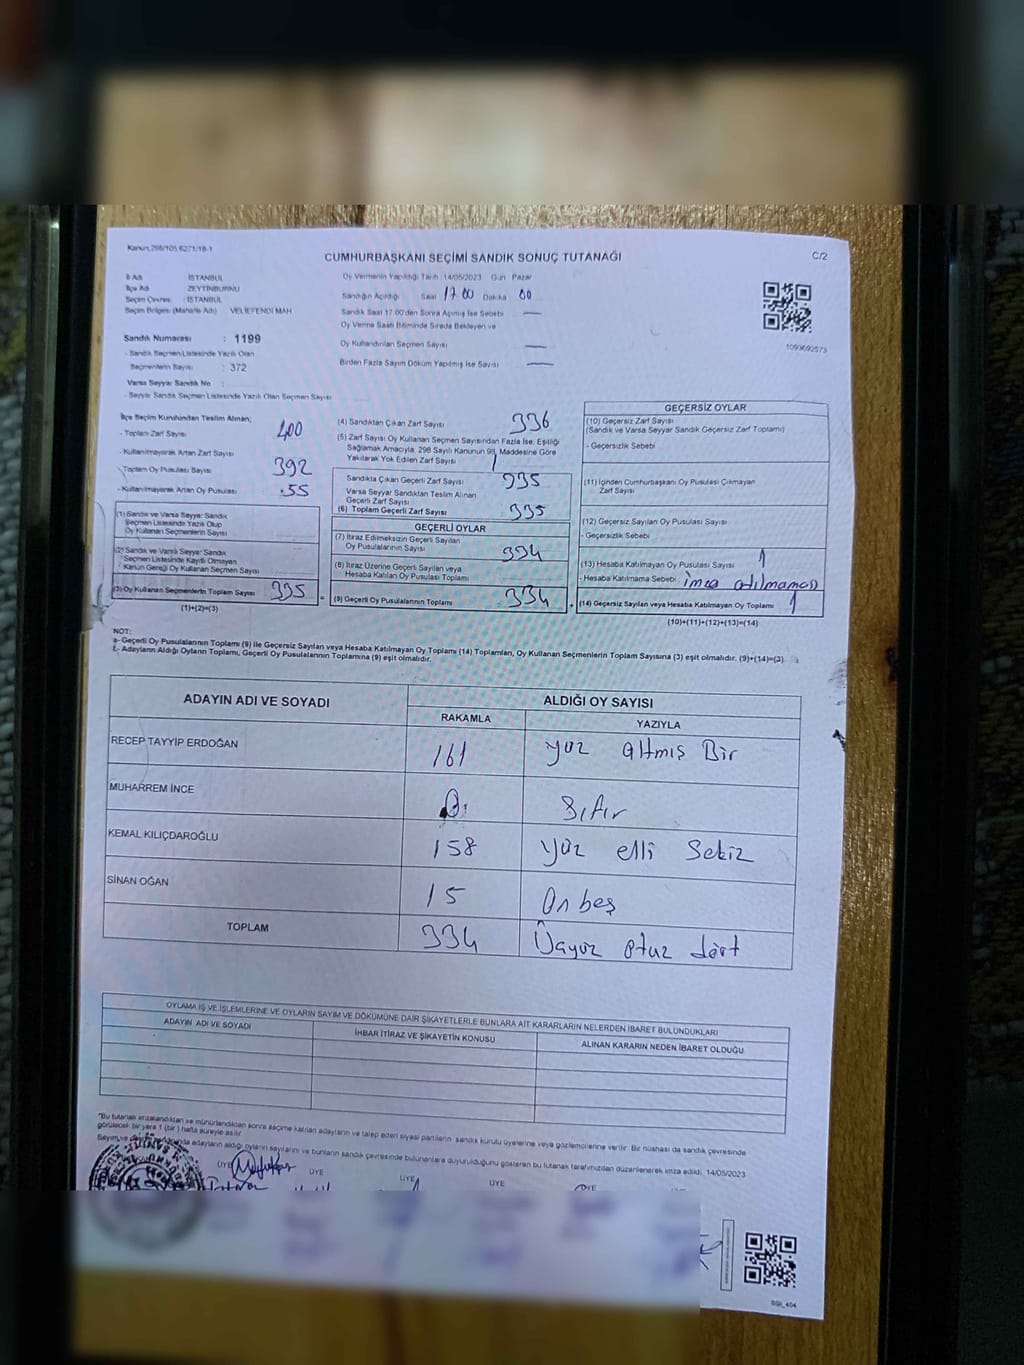 Kanun,298/105,6271/18-1
CUMHURBAŞKANI SEÇİMİ SANDIK SONUÇ TUTANAĞI
C/2
İl Adı : İSTANBUL
İlçe Adı : ZEYTİNBURNU
Seçim Çevresi : İSTANBUL
Seçim Bölgesi (Mahalle Adı) : VELİEFENDİ MAH
Sandık Numarası : 1199
- Sandık Seçmen Listesinde Yazılı Olan
Seçmenlerin Sayısı : 372
Varsa Seyyar Sandık No :
- Seyyar Sandık Seçmen Listesinde Yazılı Olan Seçmen Sayısı :
Oy Vermenin Yapıldığı Tarih : 14/05/2023 Gün : Pazar
Sandığın Açıldığı Saat 17 00 Dakika 00
Sandık Saat 17:00'den Sonra Açılmış İse Sebebi —
Oy Verme Saati Bitiminde Sırada Bekleyen ve
Oy Kullandırılan Seçmen Sayısı —
Birden Fazla Sayım Döküm Yapılmış İse Sayısı —
1093692573
İlçe Seçim Kurulundan Teslim Alınan;
- Toplam Zarf Sayısı 400
- Kullanılmayarak Artan Zarf Sayısı
- Toplam Oy Pusulası Sayısı 392
- Kullanılmayarak Artan Oy Pusulası 55
(1) Sandık ve Varsa Seyyar Sandık
Seçmen Listesinde Yazılı Olup
Oy Kullanan Seçmenlerin Sayısı
(2) Sandık ve Varsa Seyyar Sandık
Seçmen Listesinde Kayıtlı Olmayan
Kanun Gereği Oy Kullanan Seçmen Sayısı
(3) Oy Kullanan Seçmenlerin Toplam Sayısı 335
(1)+(2)=(3)
(4) Sandıktan Çıkan Zarf Sayısı 336
(5) Zarf Sayısı Oy Kullanan Seçmen Sayısından Fazla İse, Eşitliği
Sağlamak Amacıyla, 298 Sayılı Kanunun 98. Maddesine Göre
Yakılarak Yok Edilen Zarf Sayısı 1
Sandıkta Çıkan Geçerli Zarf Sayısı 335
Varsa Seyyar Sandıktan Teslim Alınan
Geçerli Zarf Sayısı
(6) Toplam Geçerli Zarf Sayısı 335
GEÇERLİ OYLAR
(7) İtiraz Edilmeksizin Geçerli Sayılan
Oy Pusulalarının Sayısı 334
(8) İtiraz Üzerine Geçerli Sayılan veya
Hesaba Katılan Oy Pusulası Toplamı
(9) Geçerli Oy Pusulalarının Toplamı 334
GEÇERSİZ OYLAR
(10) Geçersiz Zarf Sayısı
(Sandık ve Varsa Seyyar Sandık Geçersiz Zarf Toplamı)
- Geçersizlik Sebebi
(11) İçinden Cumhurbaşkanı Oy Pusulası Çıkmayan
Zarf Sayısı
(12) Geçersiz Sayılan Oy Pusulası Sayısı
- Geçersizlik Sebebi
(13) Hesaba Katılmayan Oy Pusulası Sayısı 1
- Hesaba Katılmama Sebebi imza atılmaması
(14) Geçersiz Sayılan veya Hesaba Katılmayan Oy Toplamı 1
(10)+(11)+(12)+(13)=(14)
NOT:
a- Geçerli Oy Pusulalarının Toplamı (9) ile Geçersiz Sayılan veya Hesaba Katılmayan Oy Toplamı (14) Toplamları, Oy Kullanan Seçmenlerin Toplam Sayısına (3) eşit olmalıdır. (9)+(14)=(3)
Adayların Aldığı Oyların Toplamı, Geçerli Oy Pusulalarının Toplamına (9) eşit olmalıdır.
ADAYIN ADI VE SOYADI
ALDIĞI OY SAYISI
RAKAMLA YAZIYLA
RECEP TAYYİP ERDOĞAN 161 yüz altmış Bir
MUHARREM İNCE 0 Sıfır
KEMAL KILIÇDAROĞLU 158 yüz elli Sekiz
SİNAN OĞAN 15 On beş
TOPLAM 334 Üçyüz otuz dört
OYLAMA İŞ VE İŞLEMLERİNE VE OYLARIN SAYIM VE DÖKÜMÜNE DAİR ŞİKAYETLERLE BUNLARA AİT KARARLARIN NELERDEN İBARET BULUNDUKLARI
ADAYIN ADI VE SOYADI
İHBAR İTİRAZ VE ŞİKAYETİN KONUSU
ALINAN KARARIN NEDEN İBARET OLDUĞU
*Bu tutanak imzalandıktan ve mühürlendikten sonra seçime katılan adayların ve talep eden siyasi partilerin sandık kurulu üyelerine veya gözlemcilerine verilir. Bir nüshası da sandık çevresinde
görülecek bir yere 1 (bir) hafta süreyle asılır.
Sayım ve adayların aldığı oyların sayılarını ve bunların sandık çevresinde bulunanlara duyurulduğunu gösteren bu tutanak tarafımızdan düzenlenerek imza edildi. 14/05/2023
ÜYE ÜYE ÜYE ÜYE ÜYE